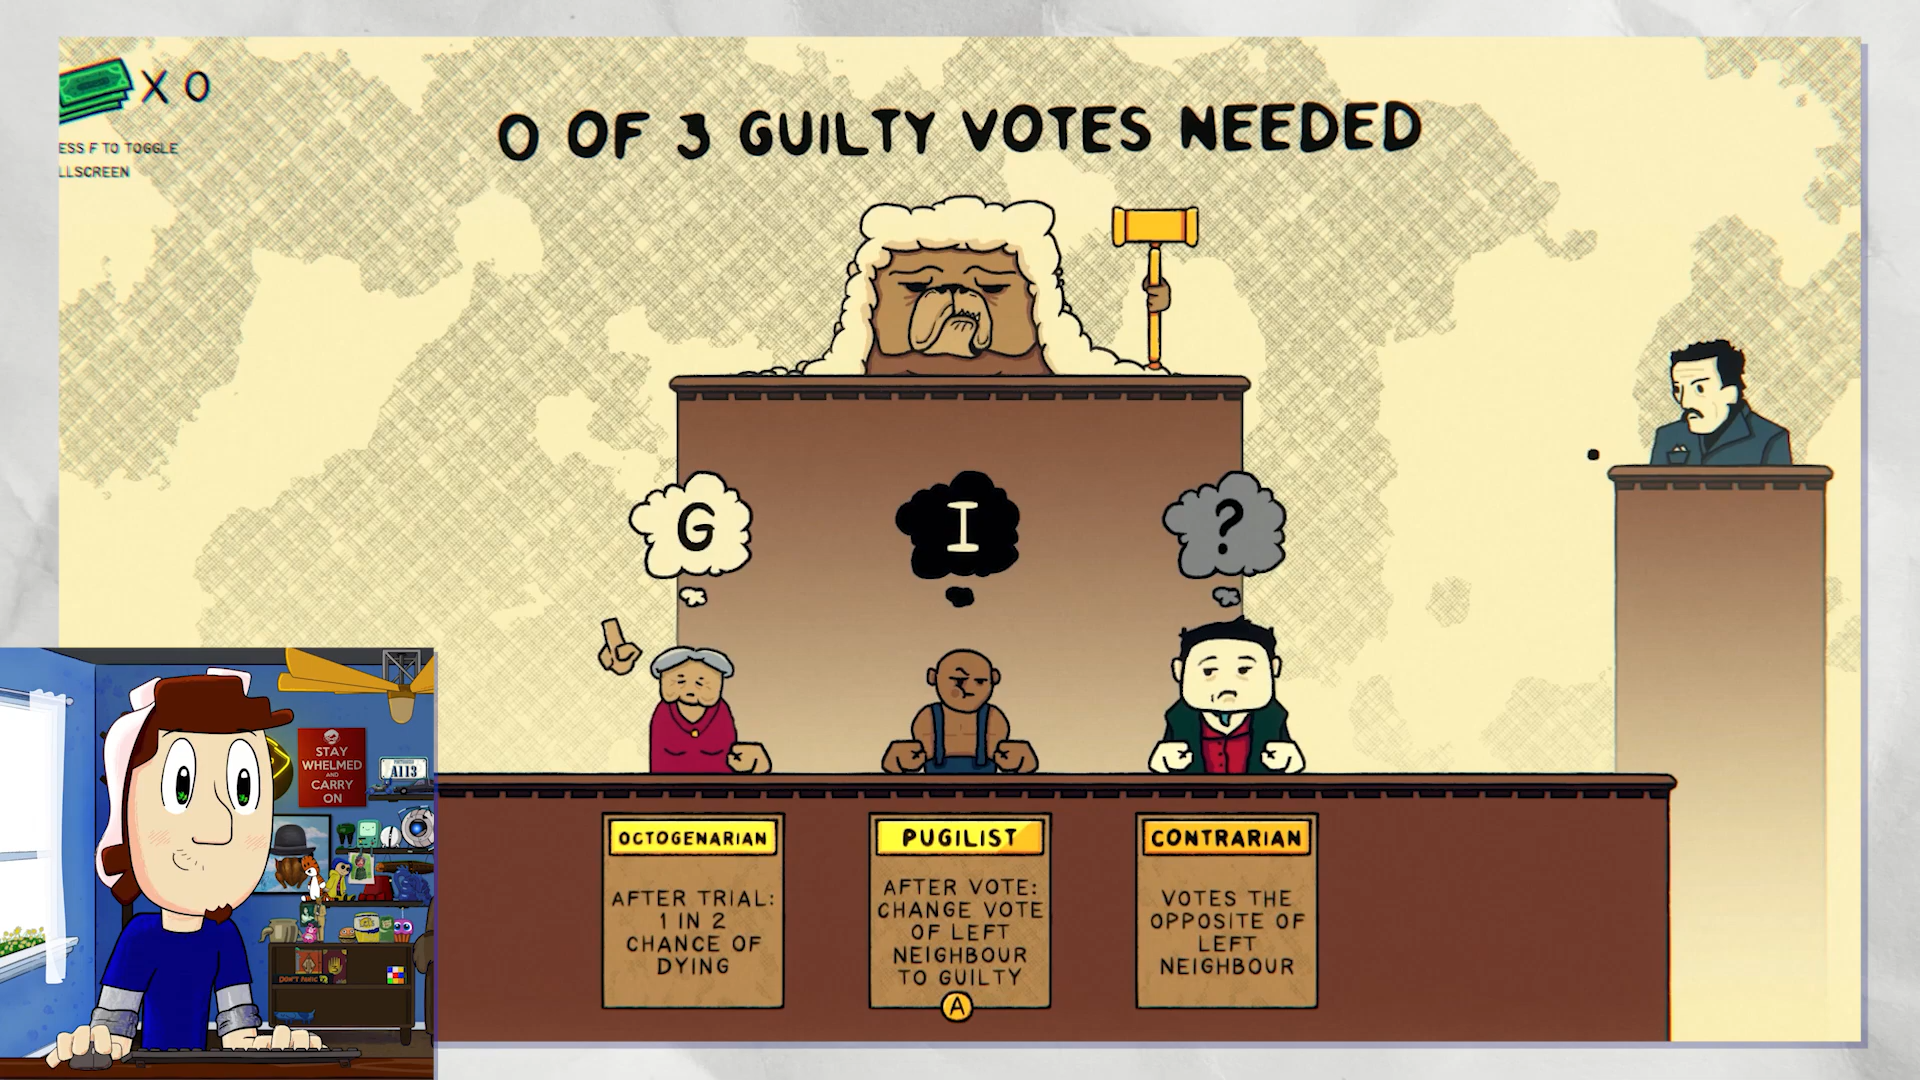 X 0
ESS F TO TOGGLE
LLSCREEN
0 OF 3 GUILTY VOTES NEEDED
G
I
?
STAY
WHELMED
AND
CARRY
ON
A113
DON'T PANIC
OCTOGENARIAN
AFTER TRIAL:
1 IN 2
CHANCE OF
DYING
PUGILIST
AFTER VOTE:
CHANGE VOTE
OF LEFT
NEIGHBOUR
TO GUILTY
A
CONTRARIAN
VOTES THE
OPPOSITE OF
LEFT
NEIGHBOUR